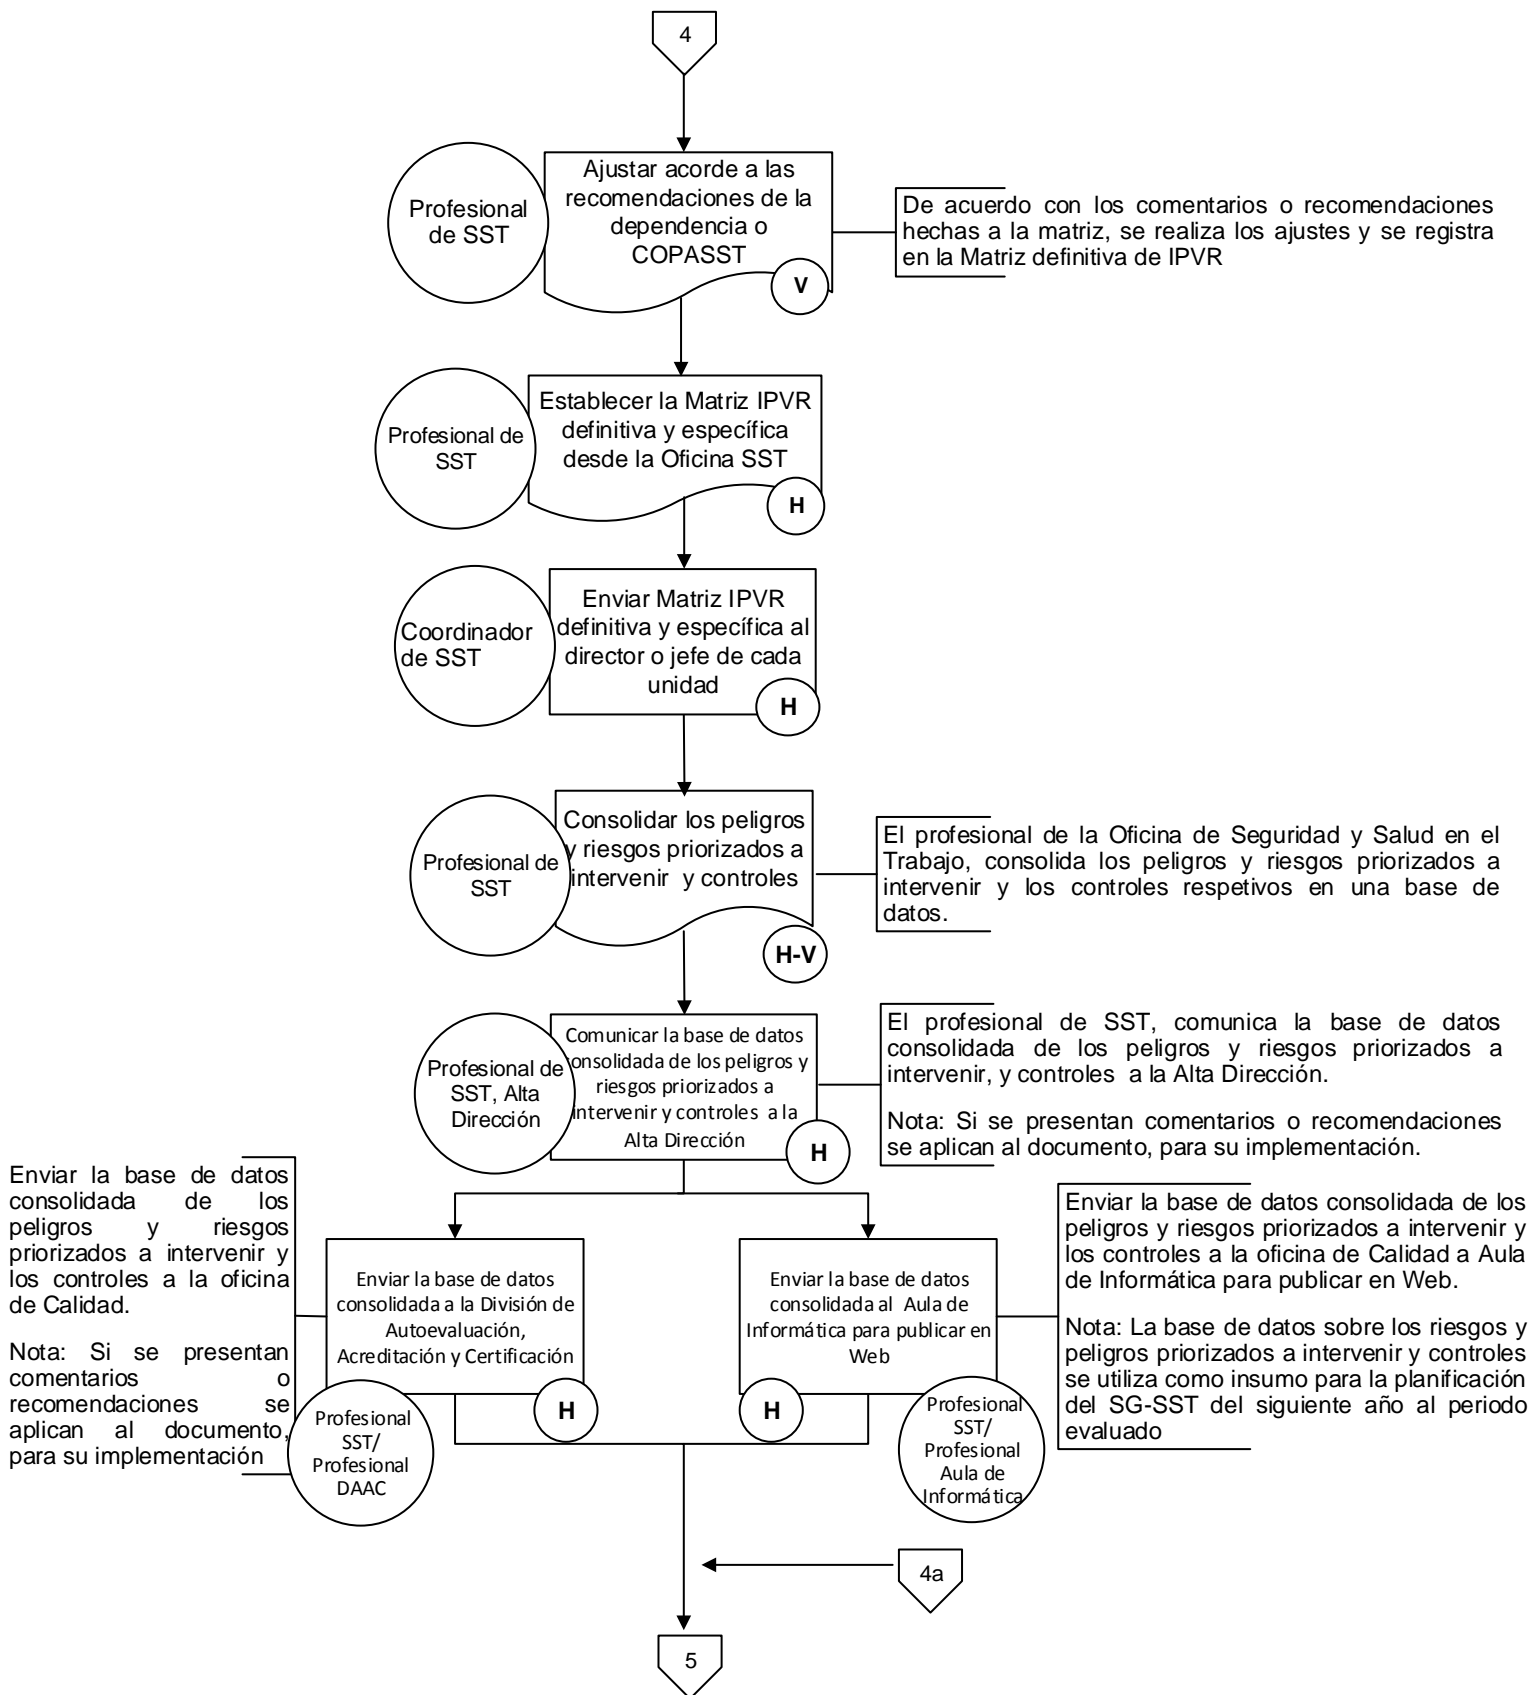 4
Profesional
de SST
Ajustar acorde a las
recomendaciones de la
dependencia o
COPASST
V
De acuerdo con los comentarios o recomendaciones
hechas a la matriz, se realiza los ajustes y se registra
en la Matriz definitiva de IPVR
Profesional de
SST
Establecer la Matriz IPVR
definitiva y específica
desde la Oficina SST
H
Coordinador
de SST
Enviar Matriz IPVR
definitiva y específica al
director o jefe de cada
unidad
H
Profesional de
SST
Consolidar los peligros
y riesgos priorizados a
intervenir y controles
H-V
El profesional de la Oficina de Seguridad y Salud en el
Trabajo, consolida los peligros y riesgos priorizados a
intervenir y los controles respetivos en una base de
datos.
Profesional de
SST, Alta
Dirección
Comunicar la base de datos
consolidada de los peligros y
riesgos priorizados a
intervenir y controles a la
Alta Dirección
H
El profesional de SST, comunica la base de datos
consolidada de los peligros y riesgos priorizados a
intervenir, y controles a la Alta Dirección.
Nota: Si se presentan comentarios o recomendaciones
se aplican al documento, para su implementación.
Enviar la base de datos
consolidada de los
peligros y riesgos
priorizados a intervenir y
los controles a la oficina
de Calidad.
Nota: Si se presentan
comentarios o
recomendaciones se
aplican al documento,
para su implementación
Enviar la base de datos
consolidada a la División de
Autoevaluación,
Acreditación y Certificación
H
Profesional
SST/
Profesional
DAAC
Enviar la base de datos
consolidada al Aula de
Informática para publicar en
Web
H
Profesional
SST/
Profesional
Aula de
Informática
Enviar la base de datos consolidada de los
peligros y riesgos priorizados a intervenir y
los controles a la oficina de Calidad a Aula
de Informática para publicar en Web.
Nota: La base de datos sobre los riesgos y
peligros priorizados a intervenir y controles
se utiliza como insumo para la planificación
del SG-SST del siguiente año al periodo
evaluado
4a
5